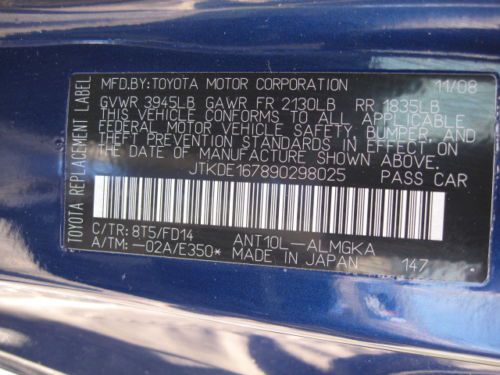 MFD.BY:TOYOTA MOTOR CORPORATION 11/08
GVWR 3945LB GAWR FR 2130LB RR 1835LB
THIS VEHICLE CONFORMS TO ALL APPLICABLE
FEDERAL MOTOR VEHICLE SAFETY, BUMPER, AND
THEFT PREVENTION STANDARDS IN EFFECT ON
THE DATE OF MANUFACTURE SHOWN ABOVE.
JTKDE167890298025 PASS CAR
C/TR: 8T5/FD14 ANT10L-ALMGKA
A/TM: -02A/E350* MADE IN JAPAN 147
TOYOTA REPLACEMENT LABEL